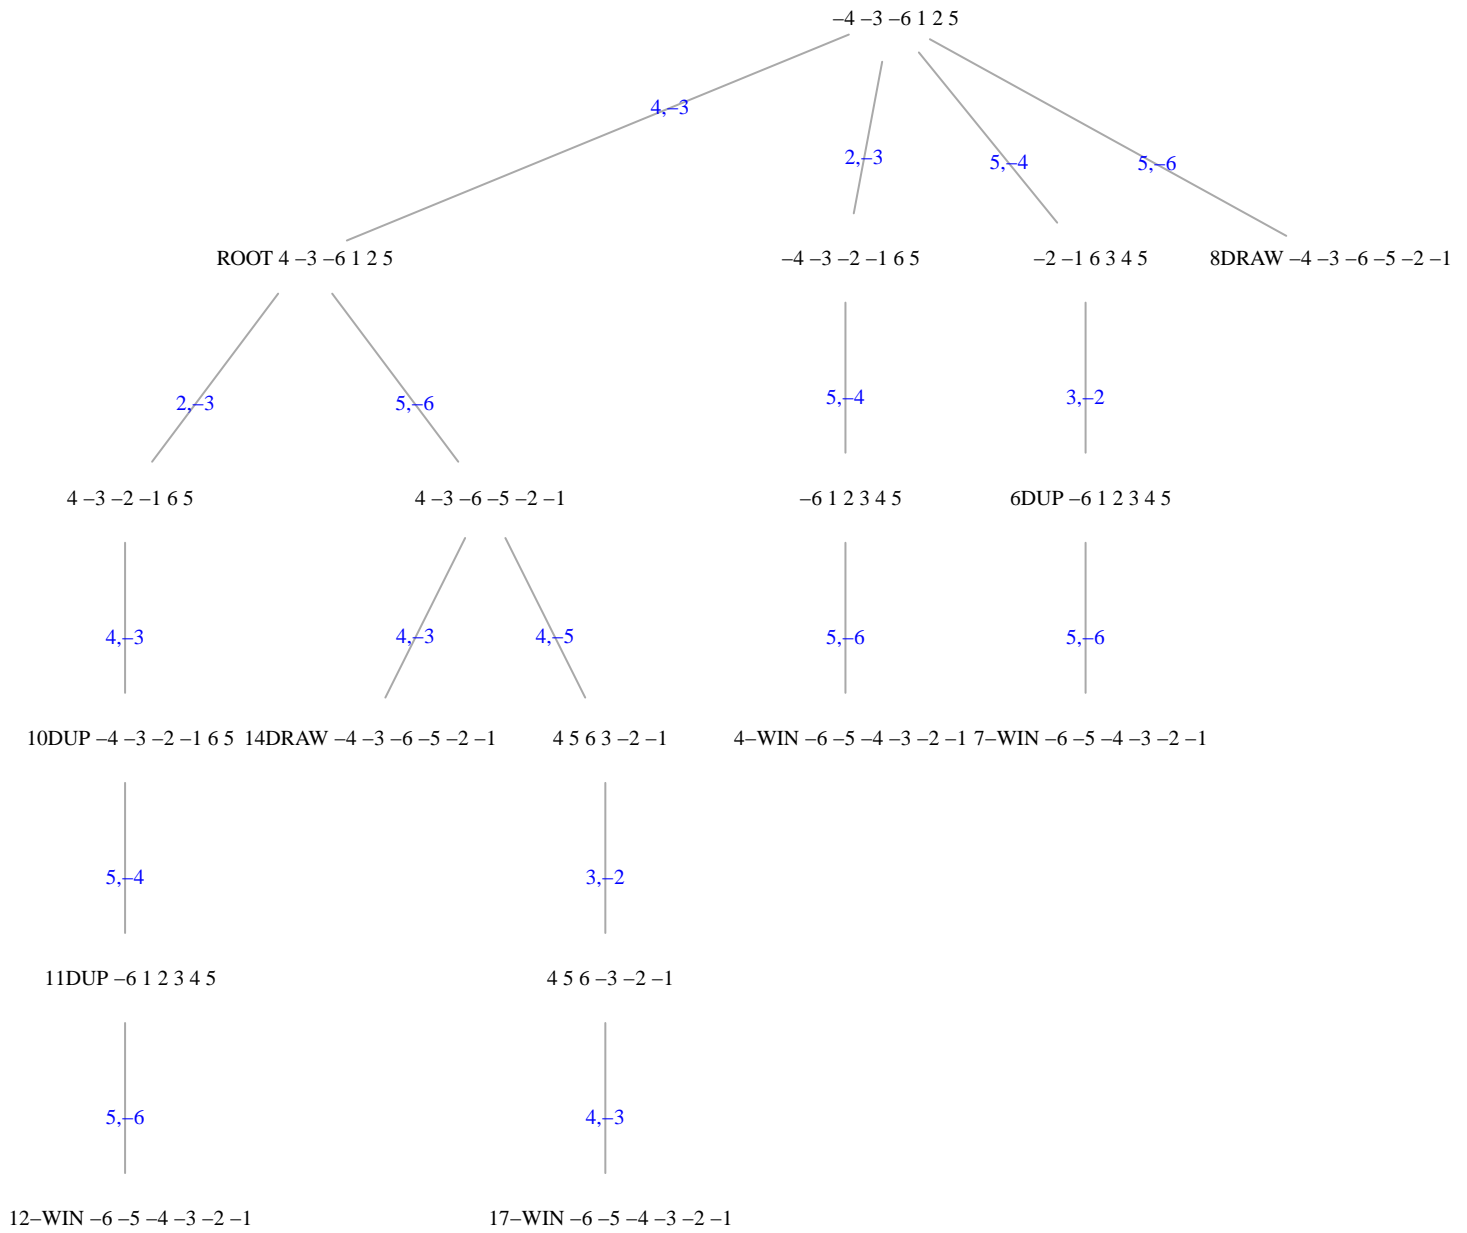 −4 −3 −6 1 2 5
4,−3
2,−3
5,−4
5,−6
ROOT 4 −3 −6 1 2 5
−4 −3 −2 −1 6 5
−2 −1 6 3 4 5
8DRAW −4 −3 −6 −5 −2 −1
2,−3
5,−6
5,−4
3,−2
4 −3 −2 −1 6 5
4 −3 −6 −5 −2 −1
−6 1 2 3 4 5
6DUP −6 1 2 3 4 5
4,−3
4,−3
4,−5
5,−6
5,−6
10DUP −4 −3 −2 −1 6 5
14DRAW −4 −3 −6 −5 −2 −1
4 5 6 3 −2 −1
4−WIN −6 −5 −4 −3 −2 −1
7−WIN −6 −5 −4 −3 −2 −1
5,−4
3,−2
11DUP −6 1 2 3 4 5
4 5 6 −3 −2 −1
5,−6
4,−3
12−WIN −6 −5 −4 −3 −2 −1
17−WIN −6 −5 −4 −3 −2 −1